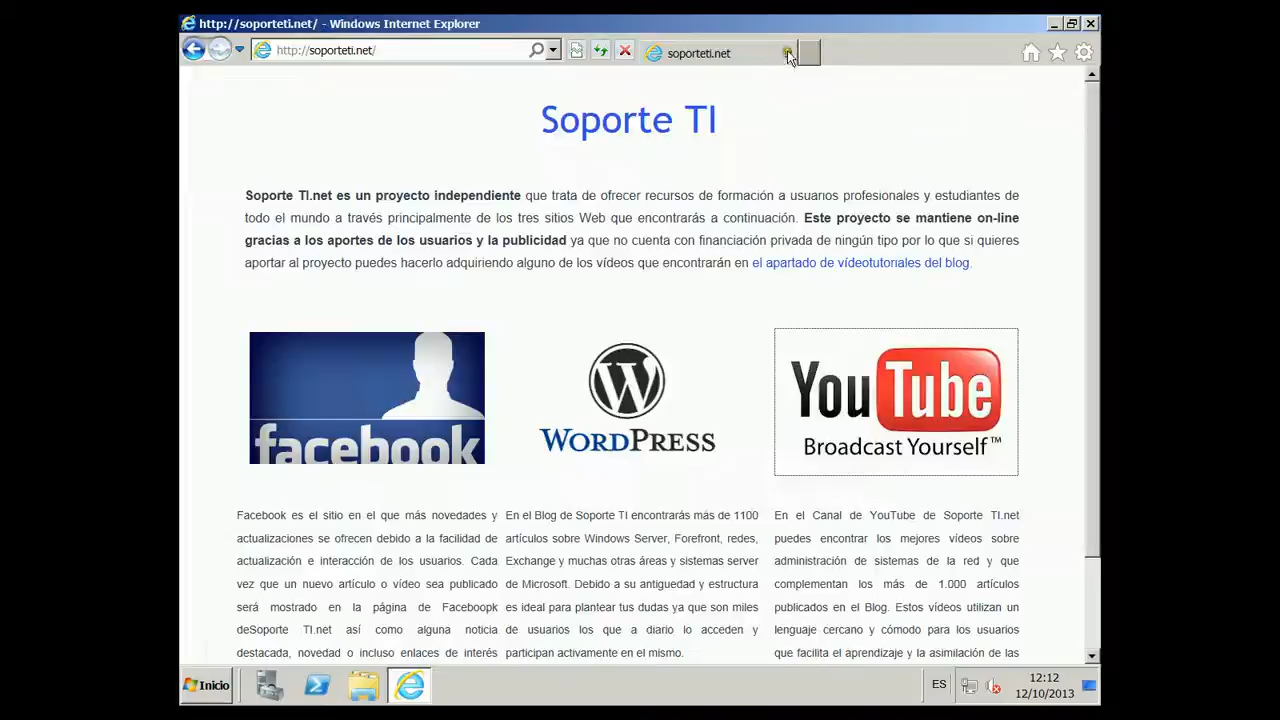 http://soporteti.net/ - Windows Internet Explorer
http://soporteti.net/
soporteti.net
Soporte TI
Soporte TI.net es un proyecto independiente que trata de ofrecer recursos de formación a usuarios profesionales y estudiantes de
todo el mundo a través principalmente de los tres sitios Web que encontrarás a continuación. Este proyecto se mantiene on-line
gracias a los aportes de los usuarios y la publicidad ya que no cuenta con financiación privada de ningún tipo por lo que si quieres
aportar al proyecto puedes hacerlo adquiriendo alguno de los vídeos que encontrarán en el apartado de vídeotutoriales del blog.
facebook
WORDPRESS
YouTube
Broadcast Yourself™
Facebook es el sitio en el que más novedades y
actualizaciones se ofrecen debido a la facilidad de
actualización e interacción de los usuarios. Cada
vez que un nuevo artículo o vídeo sea publicado
será mostrado en la página de Faceboopk
deSoporte TI.net así como alguna noticia
destacada, novedad o incluso enlaces de interés
En el Blog de Soporte TI encontrarás más de 1100
artículos sobre Windows Server, Forefront, redes,
Exchange y muchas otras áreas y sistemas server
de Microsoft. Debido a su antiguedad y estructura
es ideal para plantear tus dudas ya que son miles
de usuarios los que a diario lo acceden y
participan activamente en el mismo.
En el Canal de YouTube de Soporte TI.net
puedes encontrar los mejores vídeos sobre
administración de sistemas de la red y que
complementan los más de 1.000 artículos
publicados en el Blog. Estos vídeos utilizan un
lenguaje cercano y cómodo para los usuarios
que facilita el aprendizaje y la asimilación de las
Inicio
ES
12:12
12/10/2013